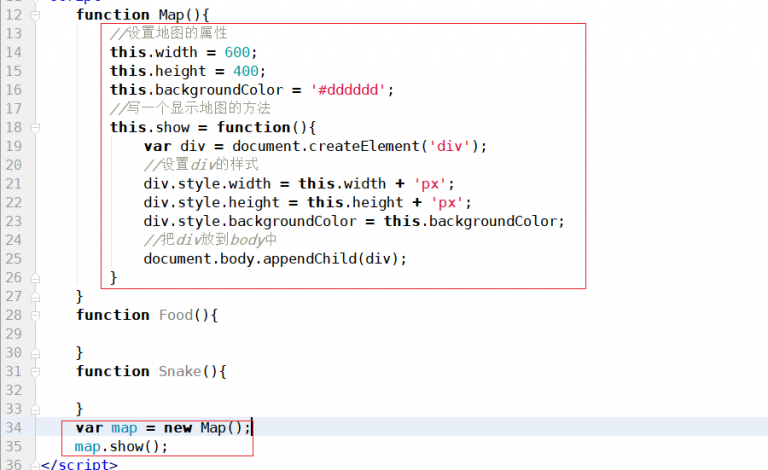 12 function Map(){
13 //设置地图的属性
14 this.width = 600;
15 this.height = 400;
16 this.backgroundColor = '#dddddd';
17 //写一个显示地图的方法
18 this.show = function(){
19 var div = document.createElement('div');
20 //设置div的样式
21 div.style.width = this.width + 'px';
22 div.style.height = this.height + 'px';
23 div.style.backgroundColor = this.backgroundColor;
24 //把div放到body中
25 document.body.appendChild(div);
26 }
27 }
28 function Food(){
29
30 }
31 function Snake(){
32
33 }
34 var map = new Map();
35 map.show();
36 </script>